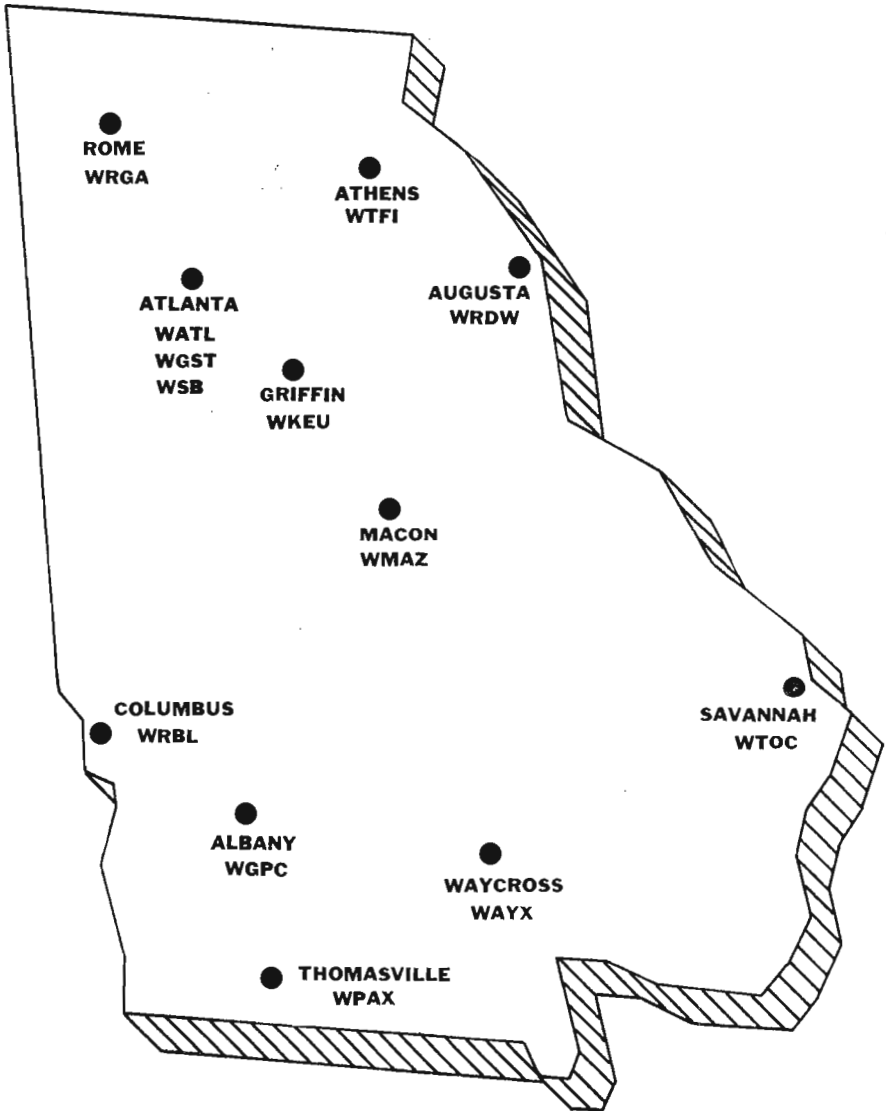 ROME
WRGA
ATHENS
WTFI
ATLANTA
WATL
WGST
WSB
AUGUSTA
WRDW
GRIFFIN
WKEU
MACON
WMAZ
COLUMBUS
WRBL
SAVANNAH
WTOC
ALBANY
WGPC
WAYCROSS
WAYX
THOMASVILLE
WPAX